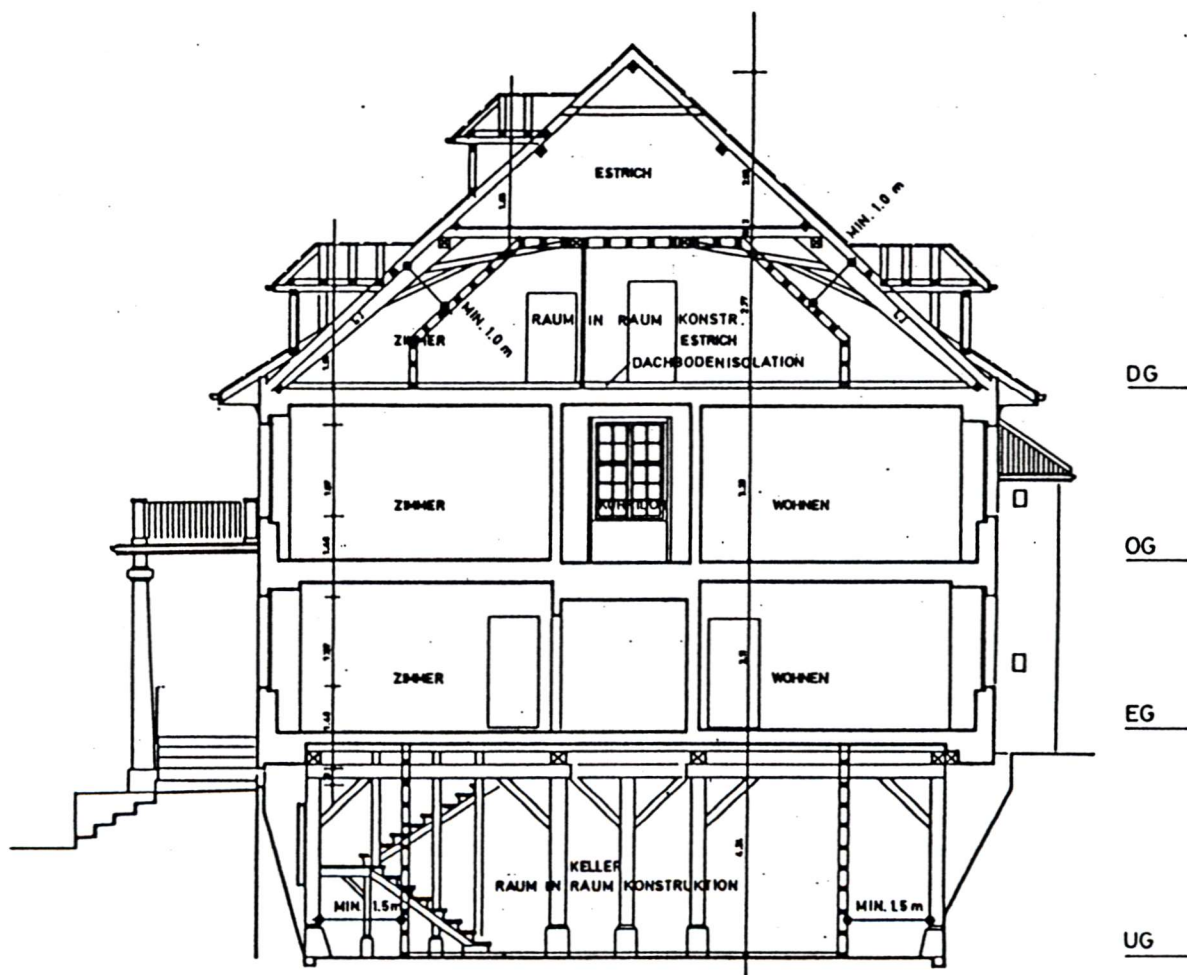 ESTRICH
MIN. 1.0 m
MIN. 1.0 m
RAUM IN RAUM KONSTR.
ZIMMER ESTRICH
DACHBODENISOLATION
DG
ZIMMER KORRIDOR WOHNEN
OG
ZIMMER WOHNEN
EG
KELLER
RAUM IN RAUM KONSTRUKTION
MIN. 1.5 m MIN. 1.5 m
UG